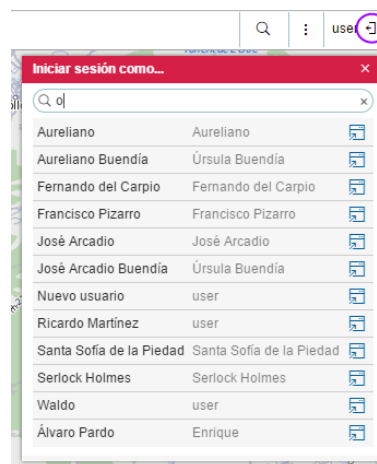 user
Iniciar sesión como...
o
Aureliano Aureliano
Aureliano Buendía Úrsula Buendía
Fernando del Carpio Fernando del Carpio
Francisco Pizarro Francisco Pizarro
José Arcadio José Arcadio
José Arcadio Buendía Úrsula Buendía
Nuevo usuario user
Ricardo Martínez user
Santa Sofía de la Piedad Santa Sofía de la Piedad
Serlock Holmes Serlock Holmes
Waldo user
Álvaro Pardo Enrique